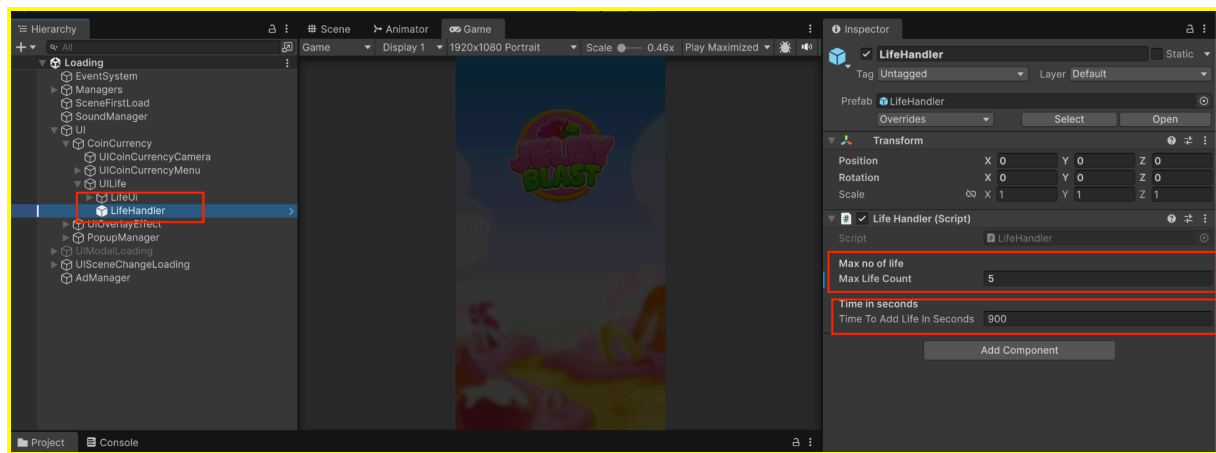 Hierarchy
All
Loading
EventSystem
Managers
SceneFirstLoad
SoundManager
UI
CoinCurrency
UICoinCurrencyCamera
UICoinCurrencyMenu
UILife
LifeUI
LifeHandler
UIOverlayEffect
PopupManager
UIModalLoading
UISceneChangeLoading
AdManager
Scene Animator Game
Game Display 1 1920x1080 Portrait Scale 0.46x Play Maximized
JELLY
BLAST
Inspector
LifeHandler Static
Tag Untagged Layer Default
Prefab LifeHandler
Overrides Select Open
Transform
Position X 0 Y 0 Z 0
Rotation X 0 Y 0 Z 0
Scale X 1 Y 1 Z 1
# Life Handler (Script)
Script LifeHandler
Max no of life
Max Life Count 5
Time in seconds
Time To Add Life In Seconds 900
Add Component
Project Console